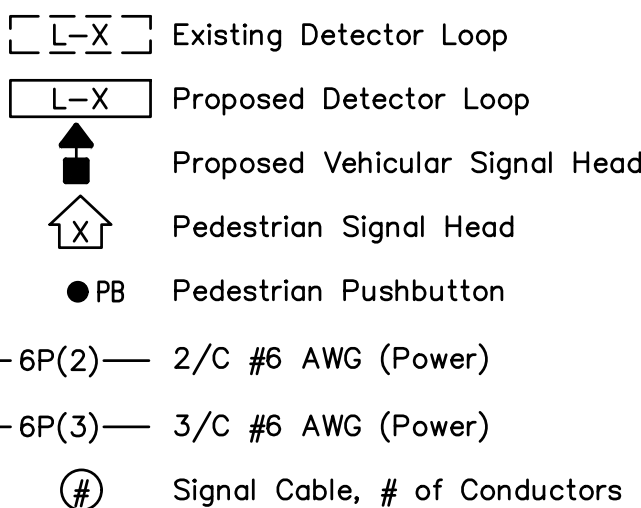 L-X Existing Detector Loop
L-X Proposed Detector Loop
Proposed Vehicular Signal Head
X Pedestrian Signal Head
PB Pedestrian Pushbutton
6P(2) 2/C #6 AWG (Power)
6P(3) 3/C #6 AWG (Power)
# Signal Cable, # of Conductors